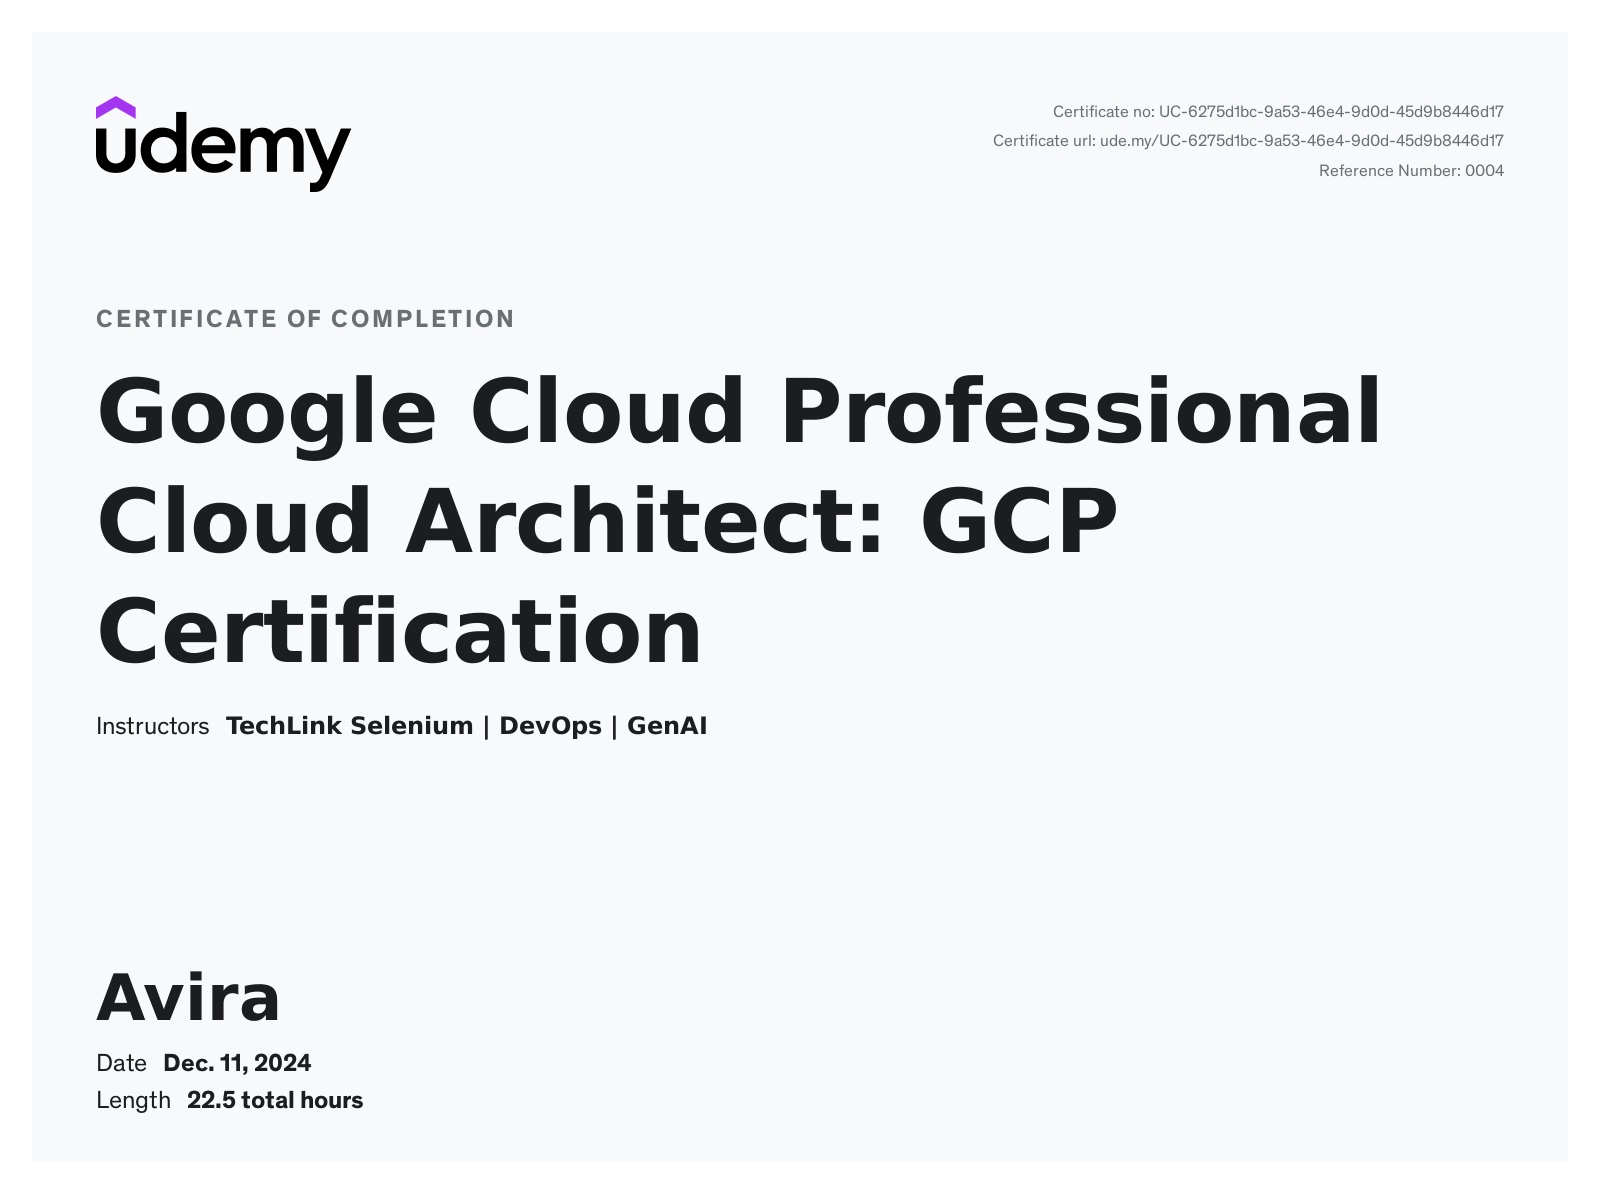 udemy
Certificate no: UC-6275d1bc-9a53-46e4-9d0d-45d9b8446d17
Certificate url: ude.my/UC-6275d1bc-9a53-46e4-9d0d-45d9b8446d17
Reference Number: 0004
CERTIFICATE OF COMPLETION
Google Cloud Professional
Cloud Architect: GCP
Certification
Instructors TechLink Selenium | DevOps | GenAI
Avira
Date Dec. 11, 2024
Length 22.5 total hours